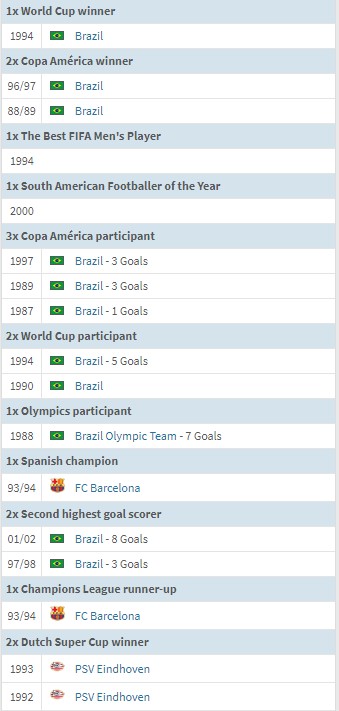 1x World Cup winner
1994 Brazil
2x Copa América winner
96/97 Brazil
88/89 Brazil
1x The Best FIFA Men's Player
1994
1x South American Footballer of the Year
2000
3x Copa América participant
1997 Brazil - 3 Goals
1989 Brazil - 3 Goals
1987 Brazil - 1 Goals
2x World Cup participant
1994 Brazil - 5 Goals
1990 Brazil
1x Olympics participant
1988 Brazil Olympic Team - 7 Goals
1x Spanish champion
93/94 FC Barcelona
2x Second highest goal scorer
01/02 Brazil - 8 Goals
97/98 Brazil - 3 Goals
1x Champions League runner-up
93/94 FC Barcelona
2x Dutch Super Cup winner
1993 PSV Eindhoven
1992 PSV Eindhoven